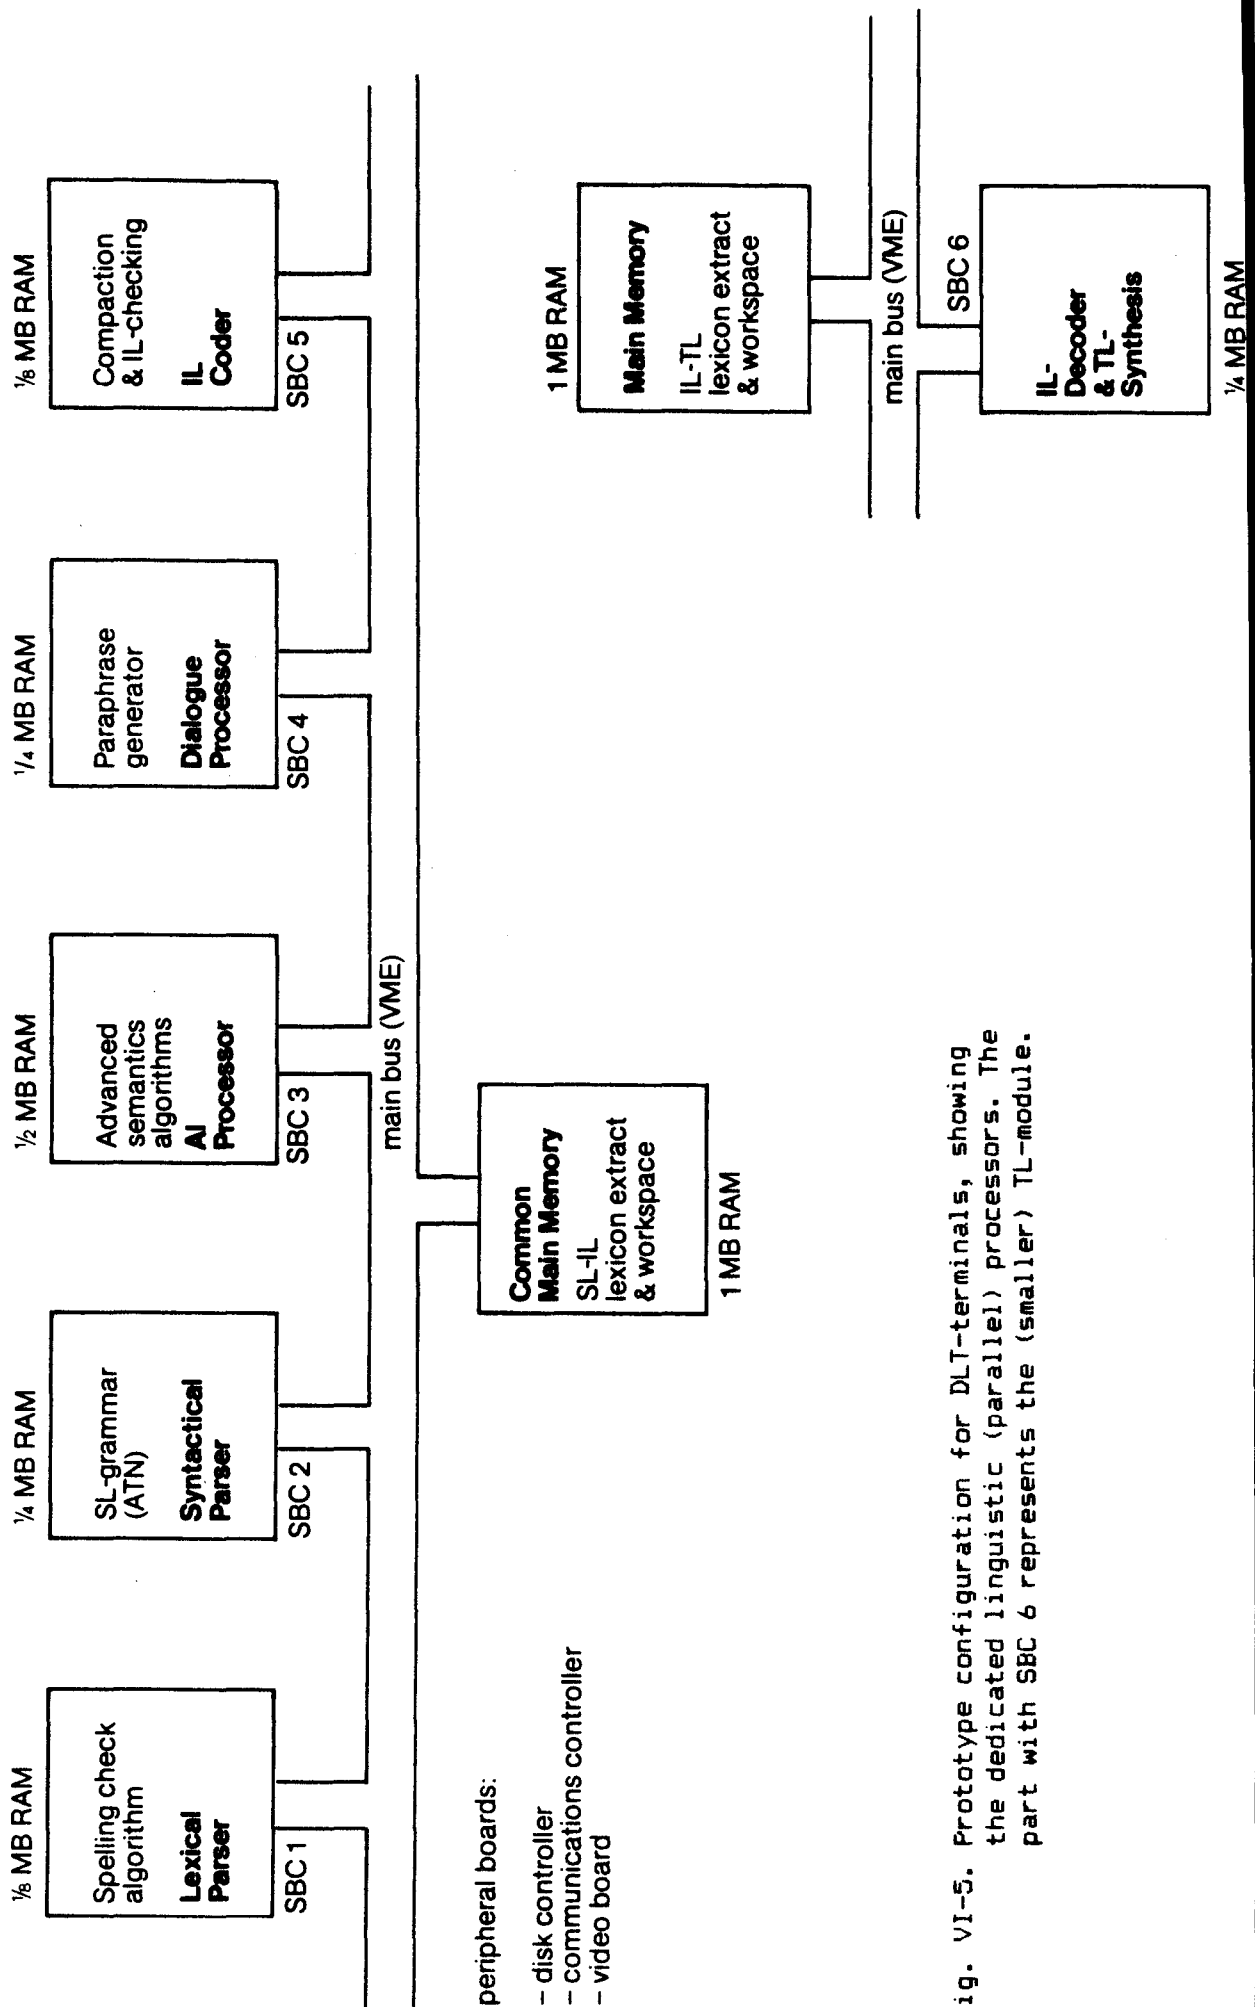 ⅛ MB RAM
Spelling check
algorithm
Lexical
Parser
SBC 1
¼ MB RAM
SL-grammar
(ATN)
Syntactical
Parser
SBC 2
½ MB RAM
Advanced
semantics
algorithms
AI
Processor
SBC 3
¼ MB RAM
Paraphrase
generator
Dialogue
Processor
SBC 4
⅛ MB RAM
Compaction
& IL-checking
IL
Coder
SBC 5
main bus (VME)
peripheral boards:
– disk controller
– communications controller
– video board
Common
Main Memory
SL-IL
lexicon extract
& workspace
1 MB RAM
1 MB RAM
Main Memory
IL-TL
lexicon extract
& workspace
main bus (VME)
SBC 6
IL-
Decoder
& TL-
Synthesis
¼ MB RAM
ig. VI-5. Prototype configuration for DLT-terminals, showing
the dedicated linguistic (parallel) processors. The
part with SBC 6 represents the (smaller) TL-module.